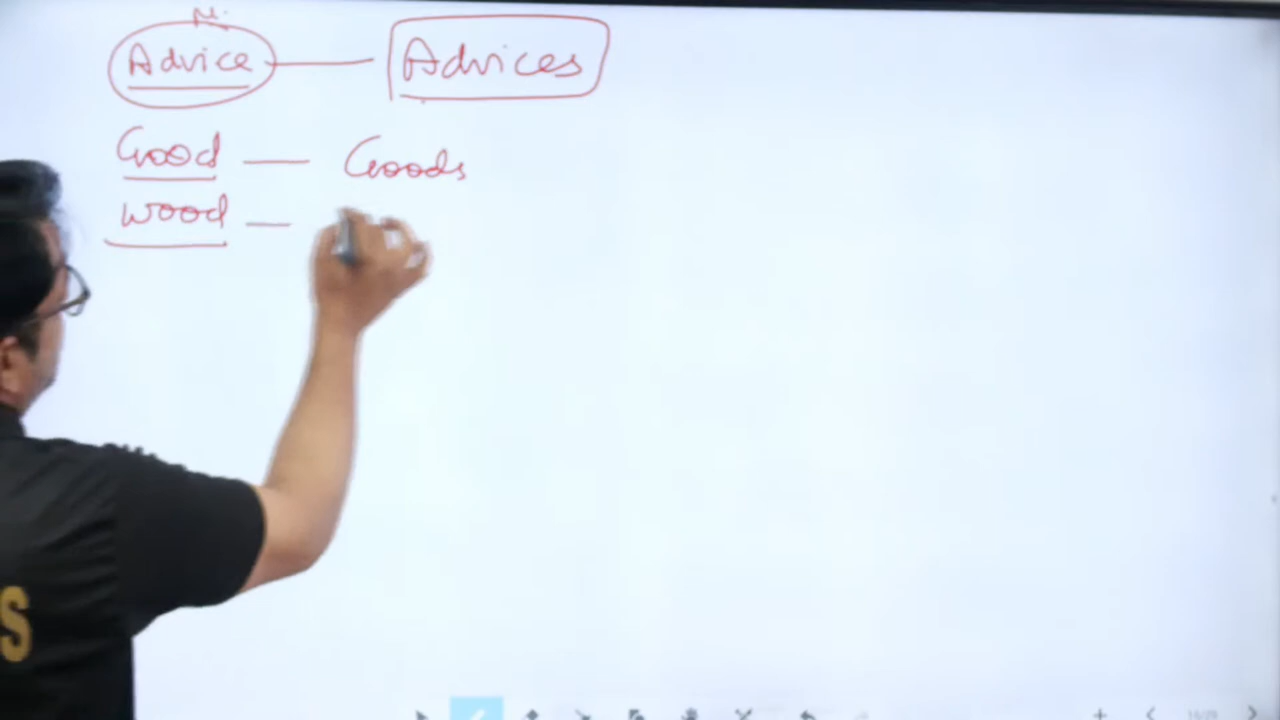 N.
Advice — Advices
Good — Goods
Wood —
S